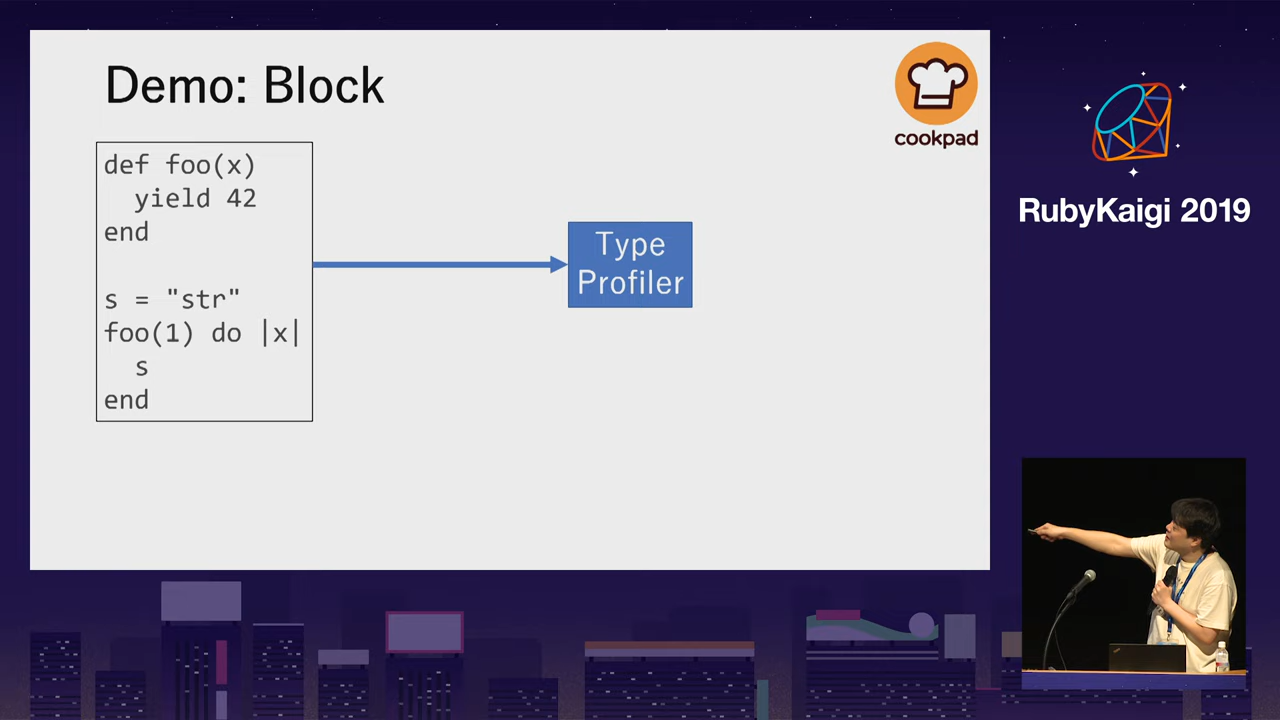 Demo: Block
cookpad
def foo(x)
  yield 42
end
s = "str"
foo(1) do |x|
  s
end
Type
Profiler
RubyKaigi 2019